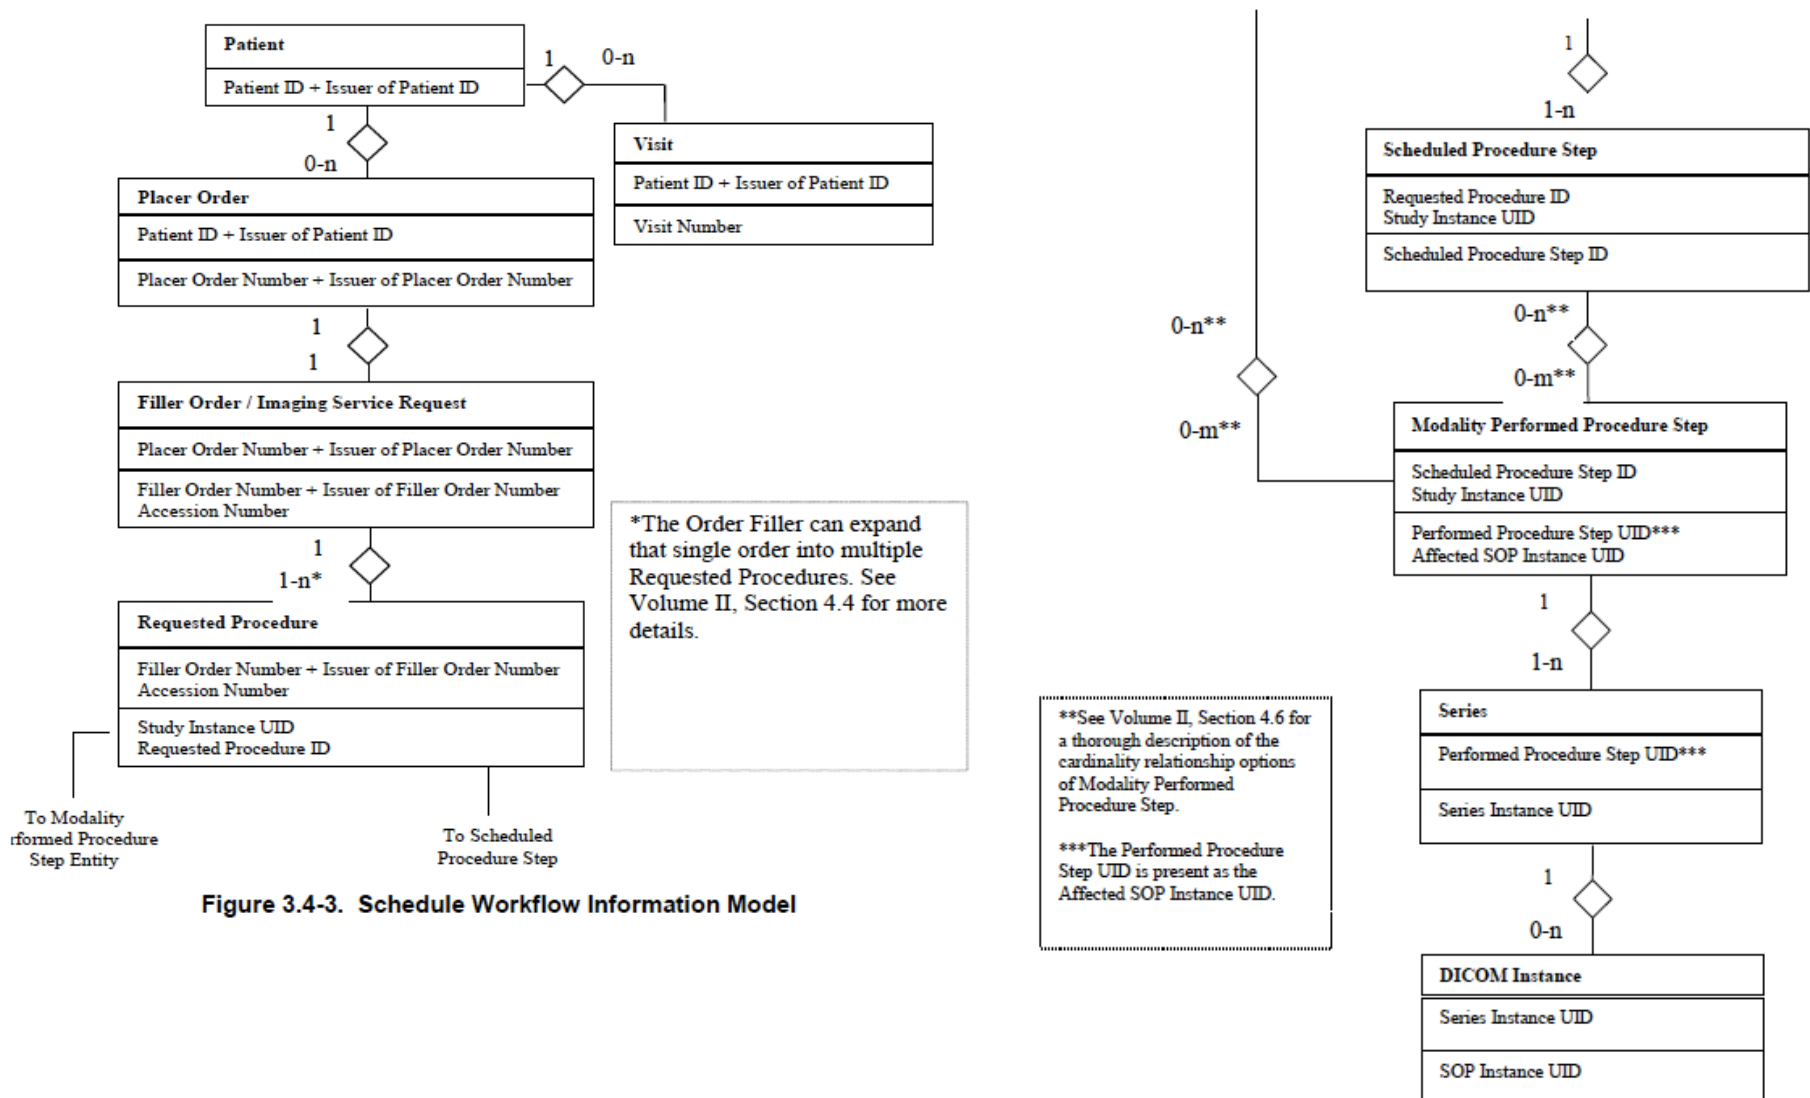 Patient
Patient ID + Issuer of Patient ID
1
0-n
1
0-n
Visit
Patient ID + Issuer of Patient ID
Visit Number
Placer Order
Patient ID + Issuer of Patient ID
Placer Order Number + Issuer of Placer Order Number
1
1
Filler Order / Imaging Service Request
Placer Order Number + Issuer of Placer Order Number
Filler Order Number + Issuer of Filler Order Number
Accession Number
1
1-n*
Requested Procedure
Filler Order Number + Issuer of Filler Order Number
Accession Number
Study Instance UID
Requested Procedure ID
To Modality
rformed Procedure
Step Entity
To Scheduled
Procedure Step
*The Order Filler can expand
that single order into multiple
Requested Procedures. See
Volume II, Section 4.4 for more
details.
Figure 3.4-3. Schedule Workflow Information Model
1
1-n
Scheduled Procedure Step
Requested Procedure ID
Study Instance UID
Scheduled Procedure Step ID
0-n**
0-m**
0-n**
0-m**
Modality Performed Procedure Step
Scheduled Procedure Step ID
Study Instance UID
Performed Procedure Step UID***
Affected SOP Instance UID
1
1-n
Series
Performed Procedure Step UID***
Series Instance UID
1
0-n
DICOM Instance
Series Instance UID
SOP Instance UID
**See Volume II, Section 4.6 for
a thorough description of the
cardinality relationship options
of Modality Performed
Procedure Step.
***The Performed Procedure
Step UID is present as the
Affected SOP Instance UID.